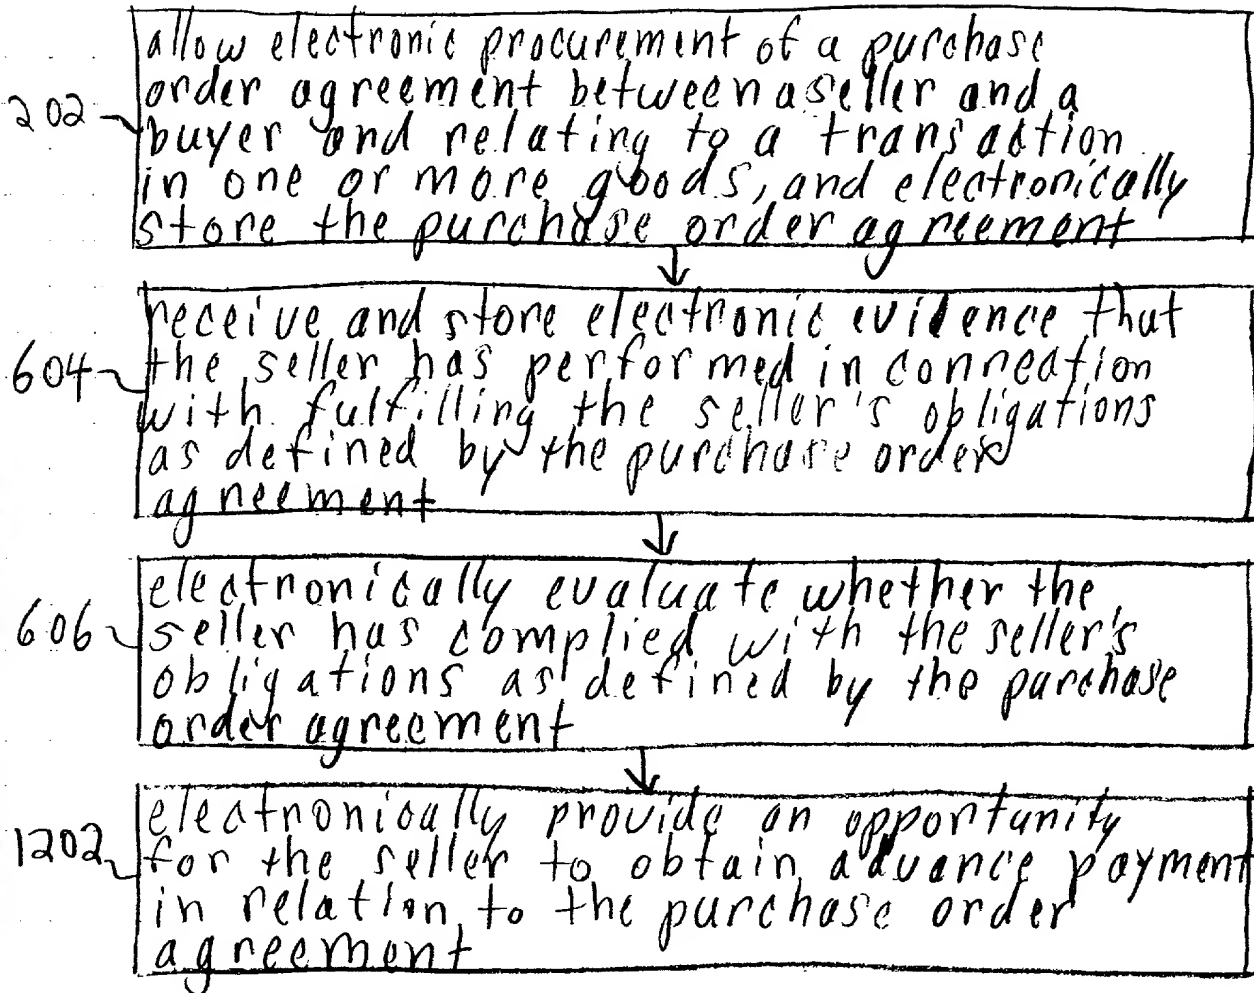 allow electronic procurement of a purchase
order agreement between a seller and a
202
buyer and relating to a transaction
in one or more goods, and electronically
store the purchase order agreement
receive and store electronic evidence that
604
the seller has performed in connection
with fulfilling the seller's obligations
as defined by the purchase order
agreement
electronically evaluate whether the
606
seller has complied with the seller's
obligations as defined by the purchase
order agreement
electronically provide an opportunity
1202
for the seller to obtain advance payment
in relation to the purchase order
agreement